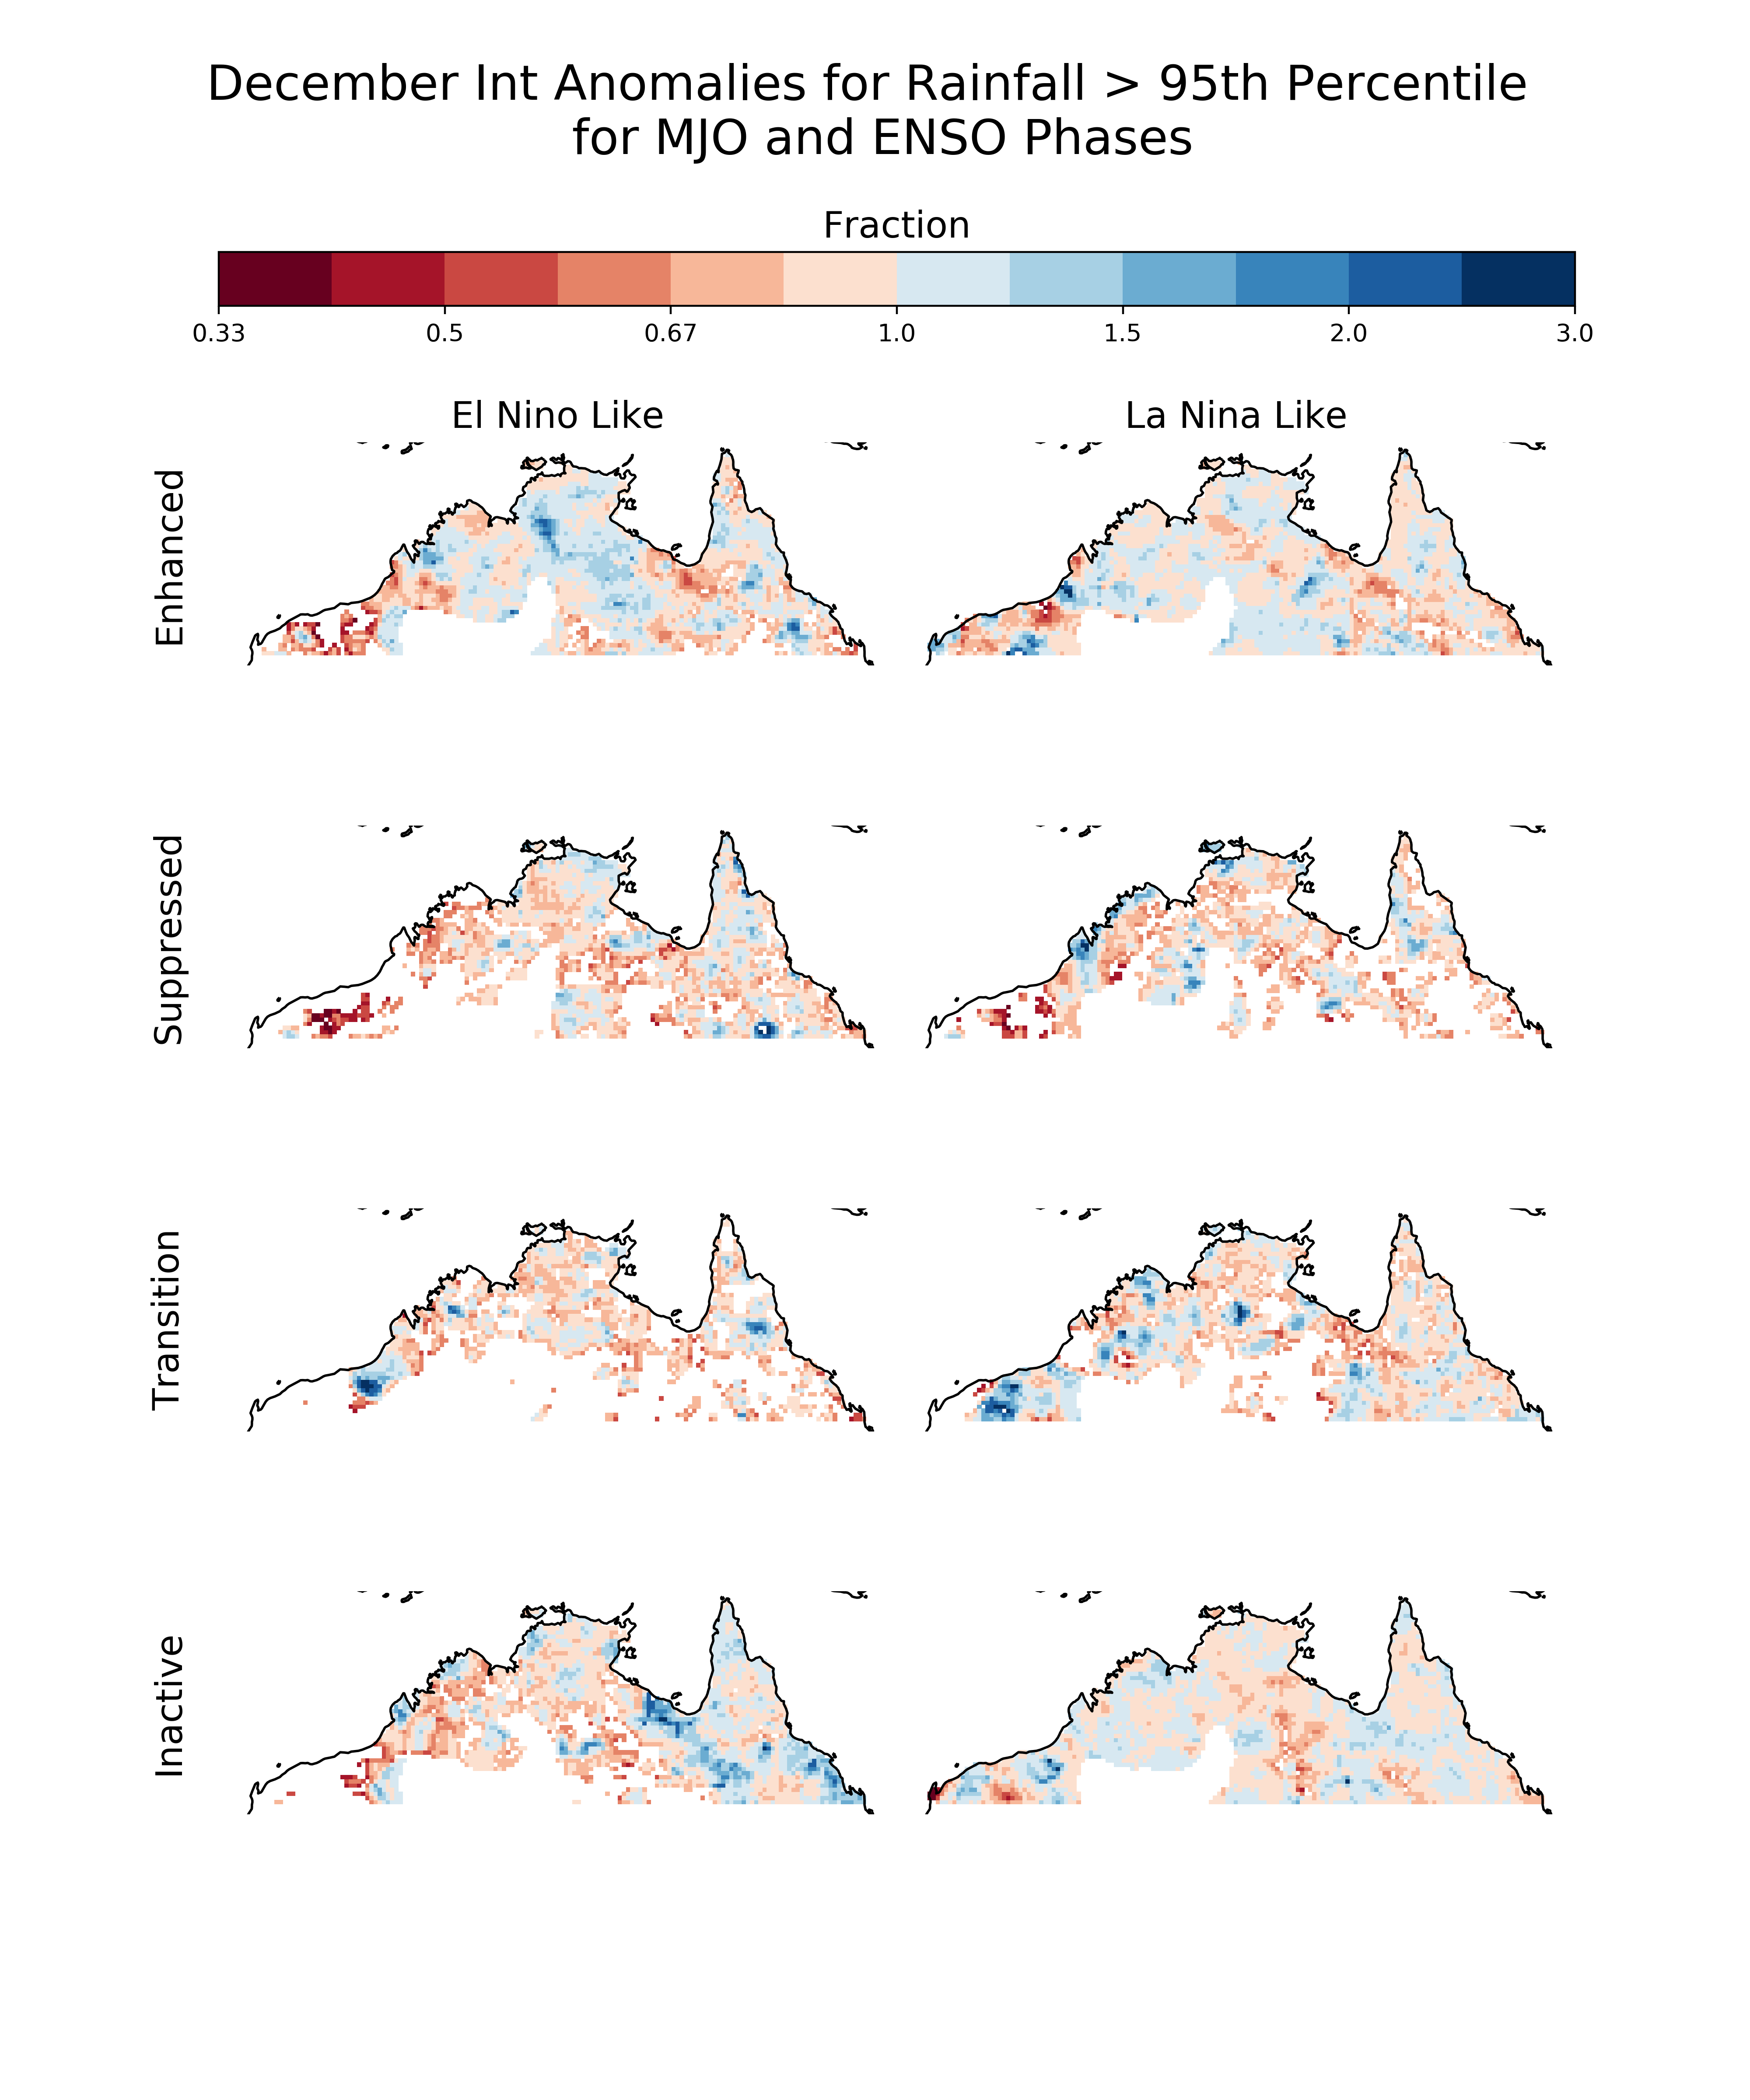 December Int Anomalies for Rainfall > 95th Percentile
for MJO and ENSO Phases
Fraction
0.33 0.5 0.67 1.0 1.5 2.0 3.0
El Nino Like La Nina Like
Enhanced
Suppressed
Transition
Inactive